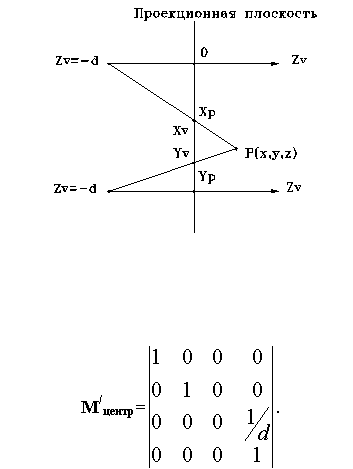 Проекционная плоскость
Zv=-d 0 Zv
Xp
Xv
Yv P(x,y,z)
Zv=-d Yp Zv
M/центр = |1 0 0 0|
|0 1 0 0|
|0 0 0 1/d| .
|0 0 0 1|